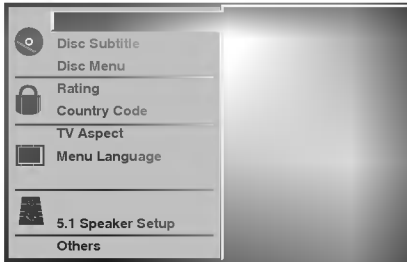 Disc Subtitle
Disc Menu
Rating
Country Code
TV Aspect
Menu Language
5.1 Speaker Setup
Others